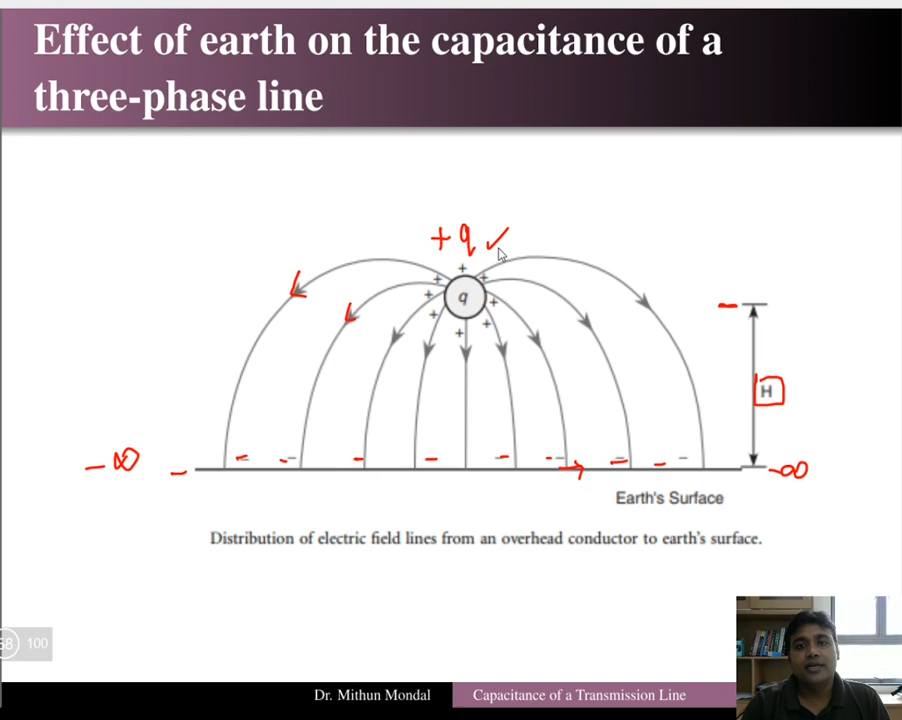 Effect of earth on the capacitance of a
three-phase line
+q ✓
+ + + + + + + + +
q
H
-∞
-∞
Earth's Surface
Distribution of electric field lines from an overhead conductor to earth's surface.
68 100
Dr. Mithun Mondal Capacitance of a Transmission Line